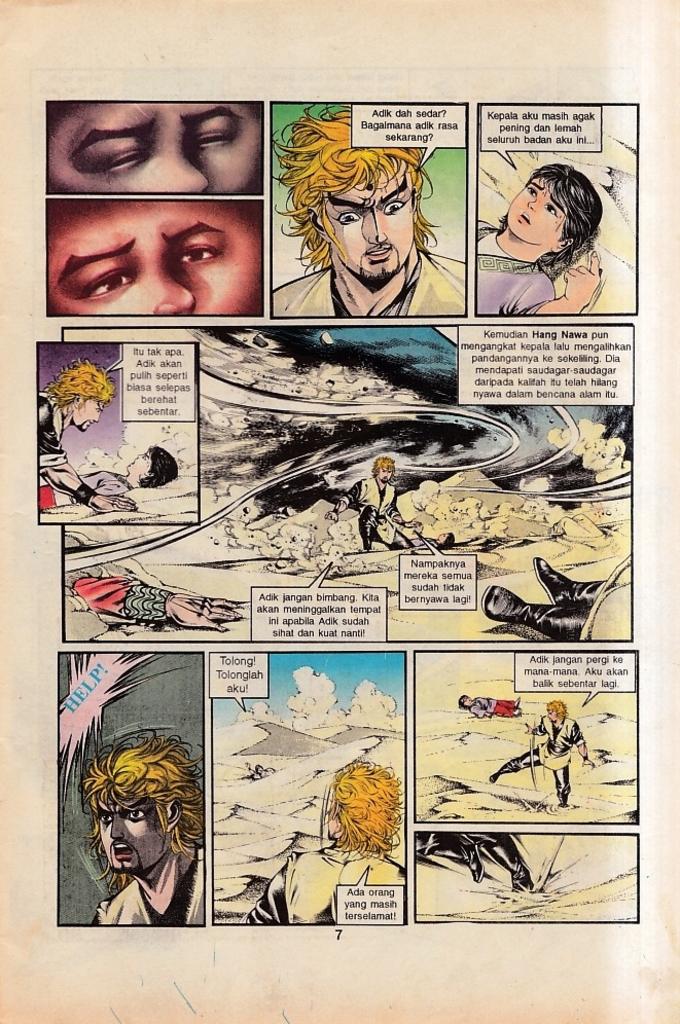 Adik dah sedar?
Bagaimana adik rasa
sekarang?
Kepala aku masih agak
pening dan lemah
seluruh badan aku ini...
Itu tak apa.
Adik akan
pulih seperti
biasa selepas
berehat
sebentar.
Kemudian Hang Nawa pun
mengangkat kepala lalu mengalihkan
pandangannya ke sekeliling. Dia
mendapati saudagar-saudagar
daripada kalifah itu telah hilang
nyawa dalam bencana alam itu.
Nampaknya
mereka semua
sudah tidak
bernyawa lagi!
Adik jangan bimbang. Kita
akan meninggalkan tempat
ini apabila Adik sudah
sihat dan kuat nanti!
HELP!
Tolong!
Tolonglah
aku!
Ada orang
yang masih
terselamat!
Adik jangan pergi ke
mana-mana. Aku akan
balik sebentar lagi.
7